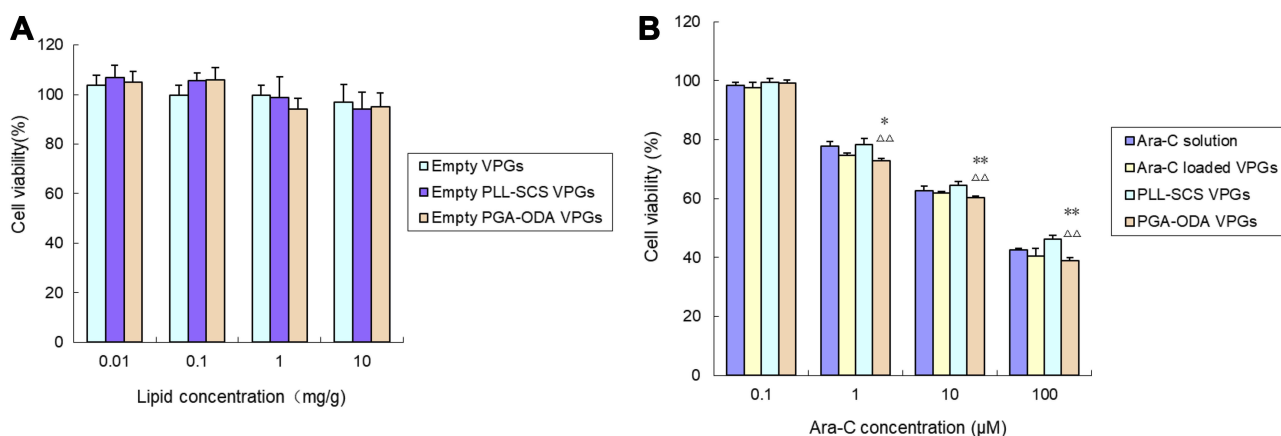 A
Cell viability(%)
120
100
80
60
40
20
0
0.01 0.1 1 10
Lipid concentration（mg/g)
Empty VPGs
Empty PLL-SCS VPGs
Empty PGA-ODA VPGs
B
Cell viability (%)
120
100
80
60
40
20
0
*
△△
**
△△
**
△△
0.1 1 10 100
Ara-C concentration (µM)
Ara-C solution
Ara-C loaded VPGs
PLL-SCS VPGs
PGA-ODA VPGs